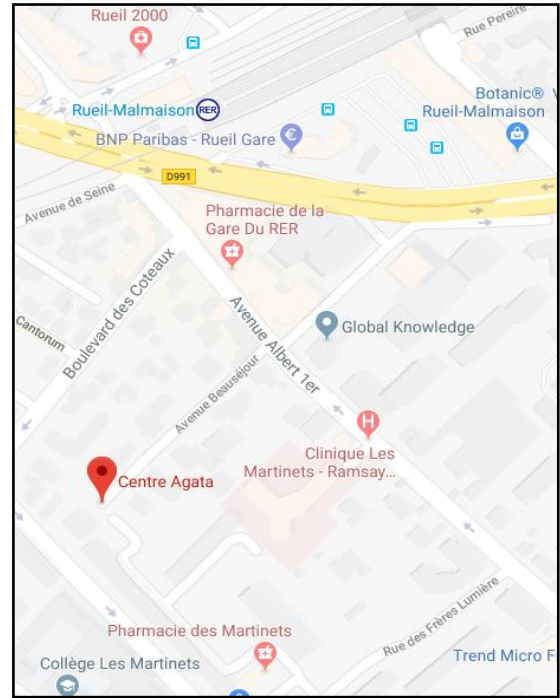 Rueil 2000
Rue Pereire
Botanic®
Rueil-Malmaison
Rueil-Malmaison
RER
BNP Paribas - Rueil Gare
€
D991
Avenue de Seine
Pharmacie de la
Gare Du RER
Boulevard des Coteaux
Cantorum
Avenue Albert 1er
Global Knowledge
Avenue Beauséjour
H
Clinique Les
Martinets - Ramsay...
Centre Agata
Rue des Frères Lumière
Pharmacie des Martinets
Trend Micro F
Collège Les Martinets